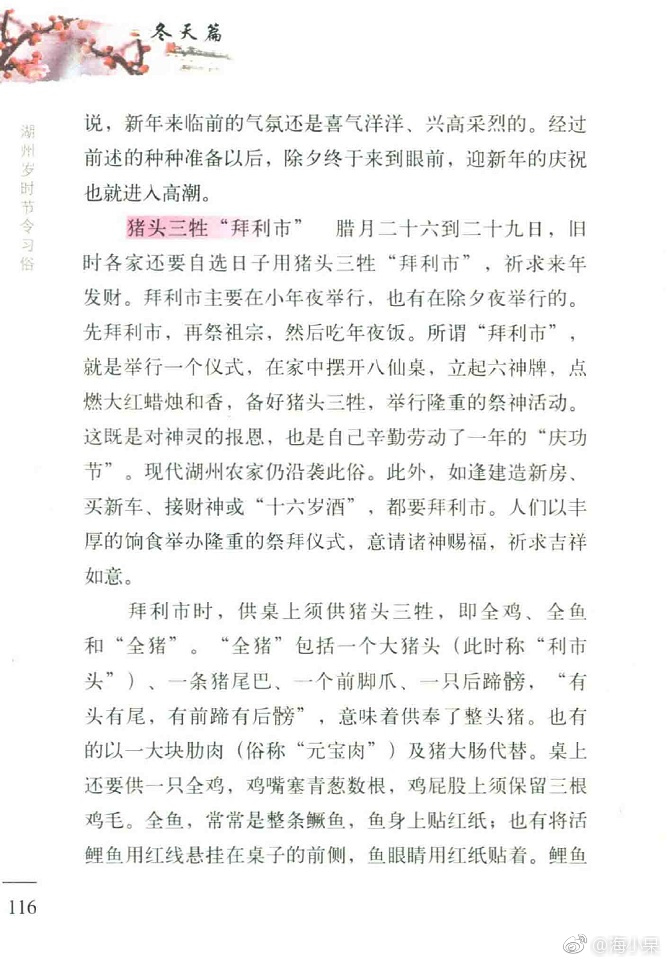 冬天篇
湖州岁时节令习俗
说，新年来临前的气氛还是喜气洋洋、兴高采烈的。经过
前述的种种准备以后，除夕终于来到眼前，迎新年的庆祝
也就进入高潮。
猪头三牲“拜利市”　腊月二十六到二十九日，旧
时各家还要自选日子用猪头三牲“拜利市”，祈求来年
发财。拜利市主要在小年夜举行，也有在除夕夜举行的。
先拜利市，再祭祖宗，然后吃年夜饭。所谓“拜利市”，
就是举行一个仪式，在家中摆开八仙桌，立起六神牌，点
燃大红蜡烛和香，备好猪头三牲，举行隆重的祭神活动。
这既是对神灵的报恩，也是自己辛勤劳动了一年的“庆功
节”。现代湖州农家仍沿袭此俗。此外，如逢建造新房、
买新车、接财神或“十六岁酒”，都要拜利市。人们以丰
厚的饷食举办隆重的祭拜仪式，意请诸神赐福，祈求吉祥
如意。
拜利市时，供桌上须供猪头三牲，即全鸡、全鱼
和“全猪”。“全猪”包括一个大猪头（此时称“利市
头”）、一条猪尾巴、一个前脚爪、一只后蹄髈，“有
头有尾，有前蹄有后髈”，意味着供奉了整头猪。也有
的以一大块肋肉（俗称“元宝肉”）及猪大肠代替。桌上
还要供一只全鸡，鸡嘴塞青葱数根，鸡屁股上须保留三根
鸡毛。全鱼，常常是整条鳜鱼，鱼身上贴红纸；也有将活
鲤鱼用红线悬挂在桌子的前侧，鱼眼睛用红纸贴着。鲤鱼
116
@海小杲